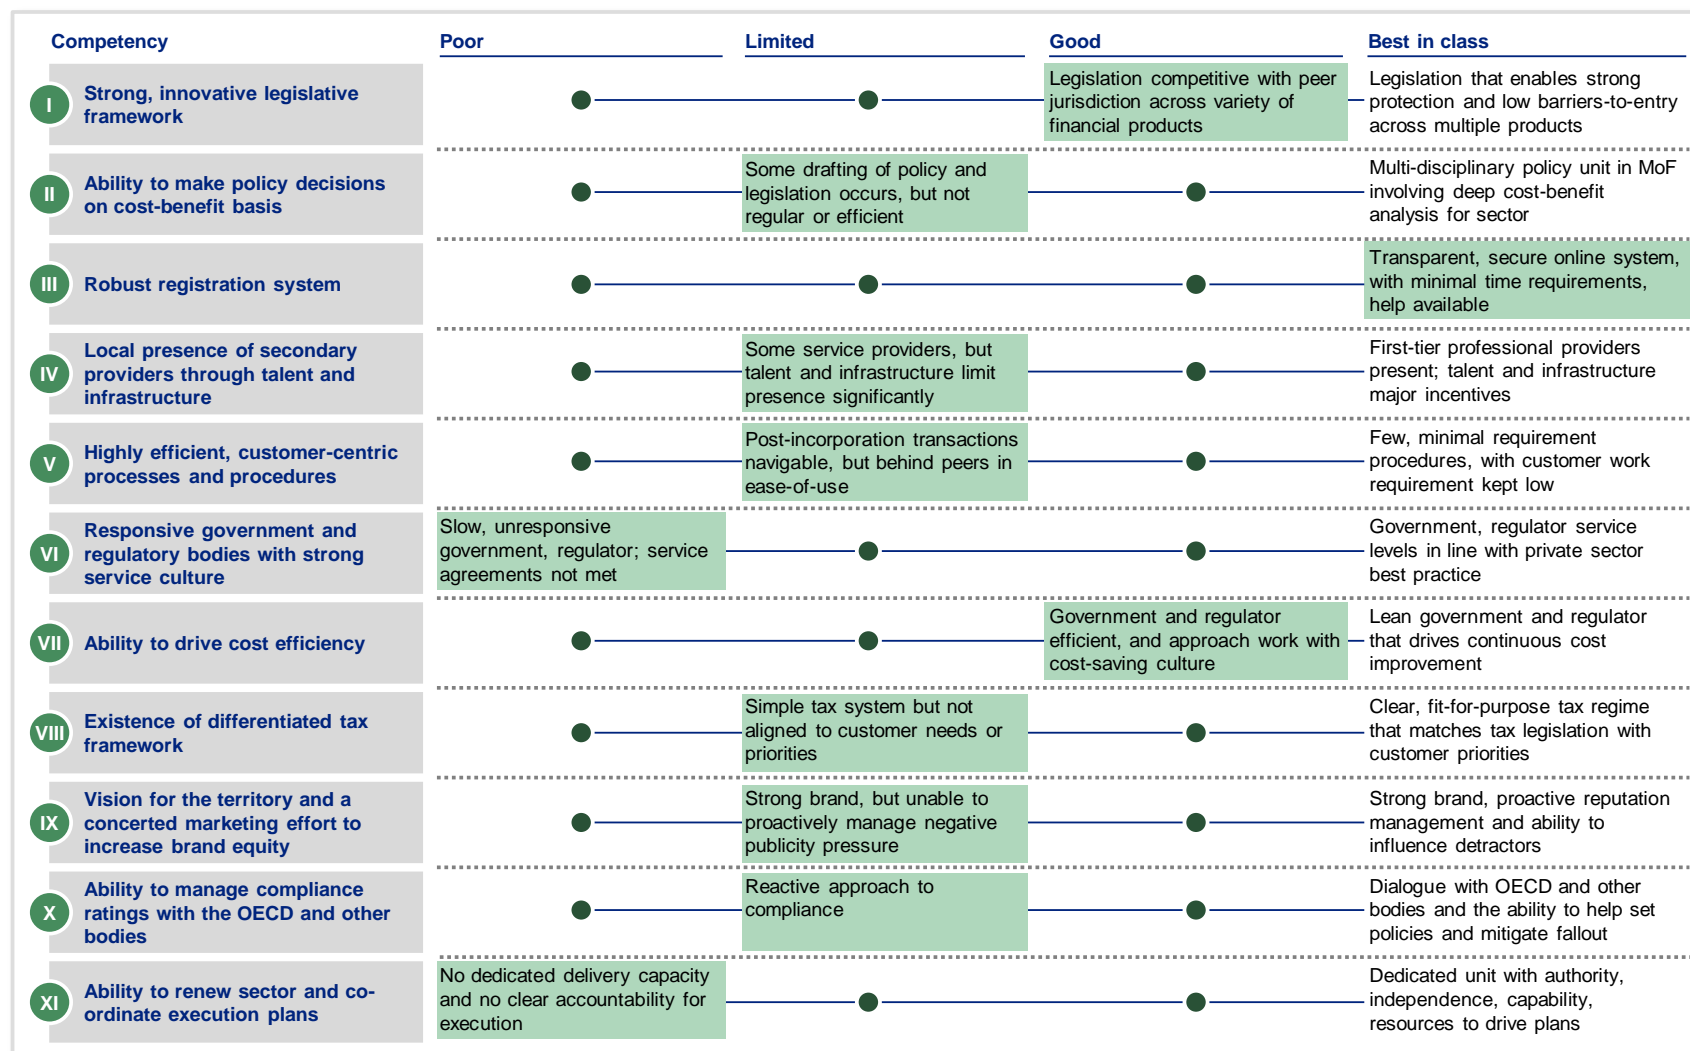 Competency
Poor
Limited
Good
Best in class
I
Strong, innovative legislative
framework
Legislation competitive with peer
jurisdiction across variety of
financial products
Legislation that enables strong
protection and low barriers-to-entry
across multiple products
II
Ability to make policy decisions
on cost-benefit basis
Some drafting of policy and
legislation occurs, but not
regular or efficient
Multi-disciplinary policy unit in MoF
involving deep cost-benefit
analysis for sector
III
Robust registration system
Transparent, secure online system,
with minimal time requirements,
help available
IV
Local presence of secondary
providers through talent and
infrastructure
Some service providers, but
talent and infrastructure limit
presence significantly
First-tier professional providers
present; talent and infrastructure
major incentives
V
Highly efficient, customer-centric
processes and procedures
Post-incorporation transactions
navigable, but behind peers in
ease-of-use
Few, minimal requirement
procedures, with customer work
requirement kept low
VI
Responsive government and
regulatory bodies with strong
service culture
Slow, unresponsive
government, regulator; service
agreements not met
Government, regulator service
levels in line with private sector
best practice
VII
Ability to drive cost efficiency
Government and regulator
efficient, and approach work with
cost-saving culture
Lean government and regulator
that drives continuous cost
improvement
VIII
Existence of differentiated tax
framework
Simple tax system but not
aligned to customer needs or
priorities
Clear, fit-for-purpose tax regime
that matches tax legislation with
customer priorities
IX
Vision for the territory and a
concerted marketing effort to
increase brand equity
Strong brand, but unable to
proactively manage negative
publicity pressure
Strong brand, proactive reputation
management and ability to
influence detractors
X
Ability to manage compliance
ratings with the OECD and other
bodies
Reactive approach to
compliance
Dialogue with OECD and other
bodies and the ability to help set
policies and mitigate fallout
XI
Ability to renew sector and co-
ordinate execution plans
No dedicated delivery capacity
and no clear accountability for
execution
Dedicated unit with authority,
independence, capability,
resources to drive plans